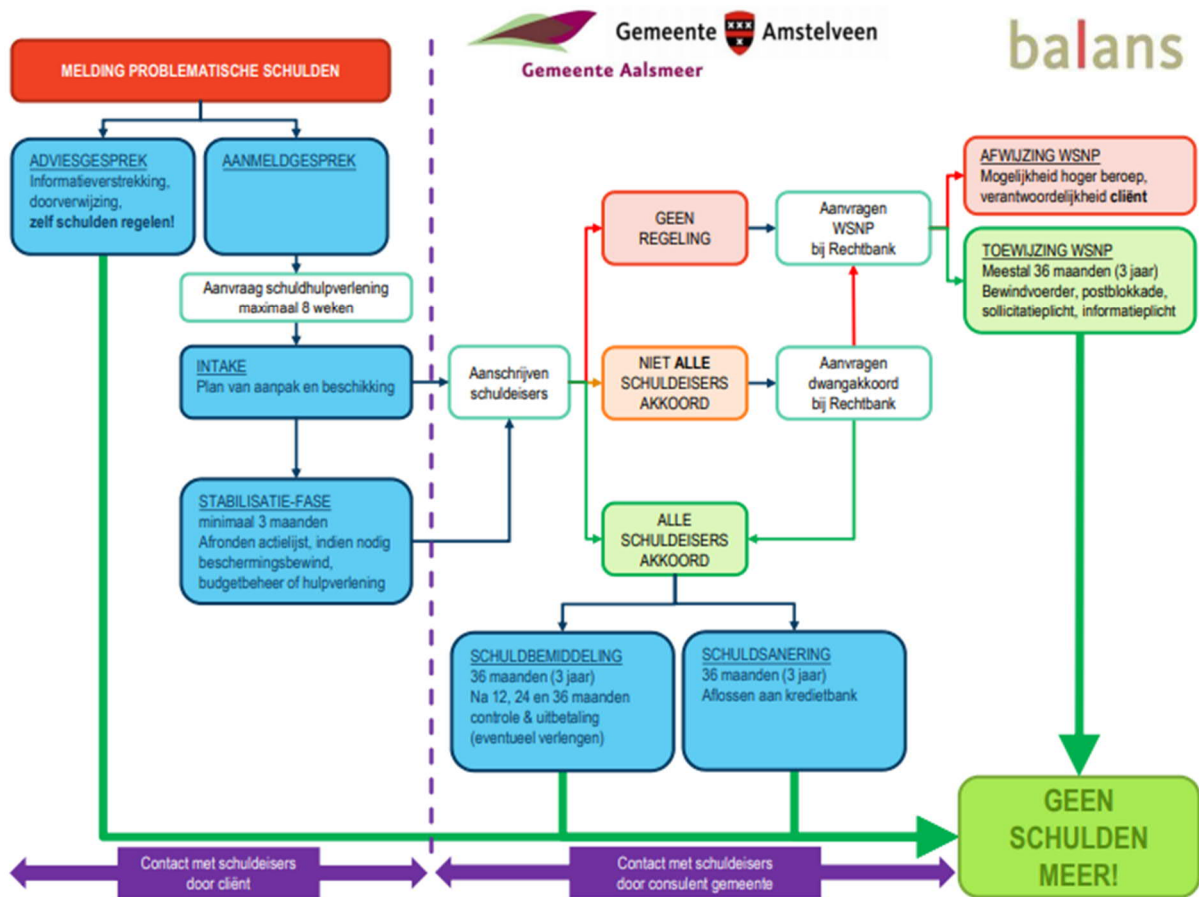 Gemeente Amstelveen
Gemeente Aalsmeer
balans
MELDING PROBLEMATISCHE SCHULDEN
ADVIESGESPREK
Informatieverstrekking,
doorverwijzing,
zelf schulden regelen!
AANMELDGESPREK
Aanvraag schuldhulpverlening
maximaal 8 weken
INTAKE
Plan van aanpak en beschikking
STABILISATIE-FASE
minimaal 3 maanden
Afronden actielijst, indien nodig
beschermingsbewind,
budgetbeheer of hulpverlening
Aanschrijven
schuldeisers
GEEN
REGELING
Aanvragen
WSNP
bij Rechtbank
AFWIJZING WSNP
Mogelijkheid hoger beroep,
verantwoordelijkheid cliënt
TOEWIJZING WSNP
Meestal 36 maanden (3 jaar)
Bewindvoerder, postblokkade,
sollicitatieplicht, informatieplicht
NIET ALLE
SCHULDEISERS
AKKOORD
Aanvragen
dwangakkoord
bij Rechtbank
ALLE
SCHULDEISERS
AKKOORD
SCHULDBEMIDDELING
36 maanden (3 jaar)
Na 12, 24 en 36 maanden
controle & uitbetaling
(eventueel verlengen)
SCHULDSANERING
36 maanden (3 jaar)
Aflossen aan kredietbank
GEEN
SCHULDEN
MEER!
Contact met schuldeisers
door cliënt
Contact met schuldeisers
door consulent gemeente